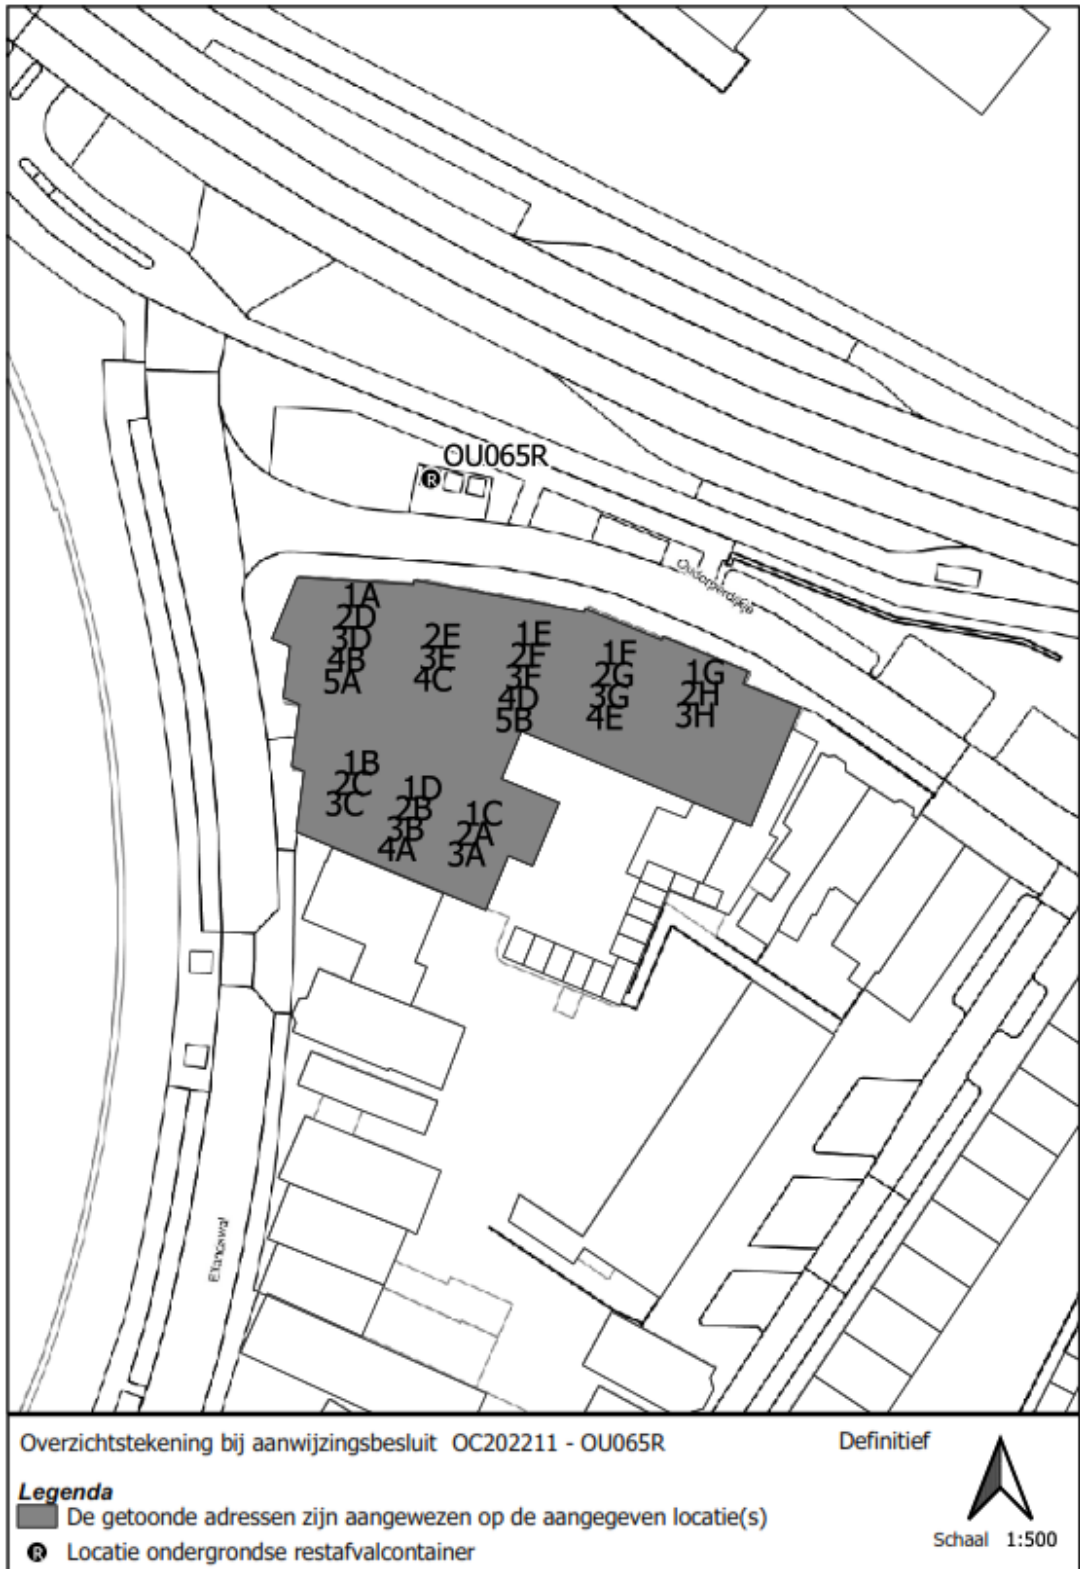 OU065R
R
Oudorperdijkje
1A
2D
3D
4B
5A
2E
3E
4C
1E
2F
3F
4D
5B
1F
2G
3G
4E
1G
2H
3H
1B
2C
3C
1D
2B
3B
4A
1C
2A
3A
Overzichtstekening bij aanwijzingsbesluit OC202211 - OU065R
Definitief
Legenda
De getoonde adressen zijn aangewezen op de aangegeven locatie(s)
R Locatie ondergrondse restafvalcontainer
Schaal 1:500